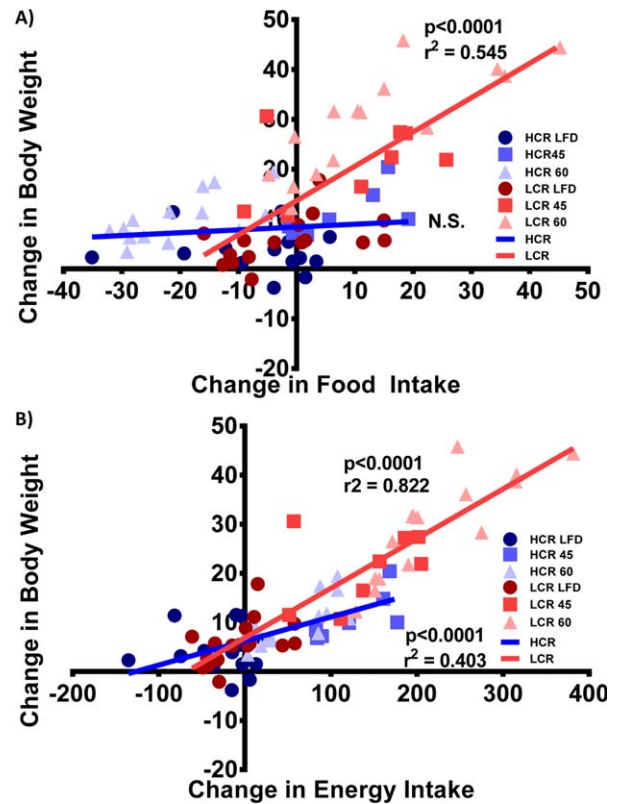 A)
p<0.0001
r² = 0.545
50
40
30
20
10
-10
-20
-40 -30 -20 -10 0 10 20 30 40 50
Change in Body Weight
HCR LFD
HCR45
HCR 60
LCR LFD
LCR 45
LCR 60
HCR
LCR
N.S.
Change in Food Intake
B)
p<0.0001
r2 = 0.822
50
40
30
20
10
-10
-20
-200 -100 0 100 200 300 400
Change in Body Weight
HCR LFD
HCR 45
HCR 60
LCR LFD
LCR 45
LCR 60
HCR
LCR
p<0.0001
r² = 0.403
Change in Energy Intake